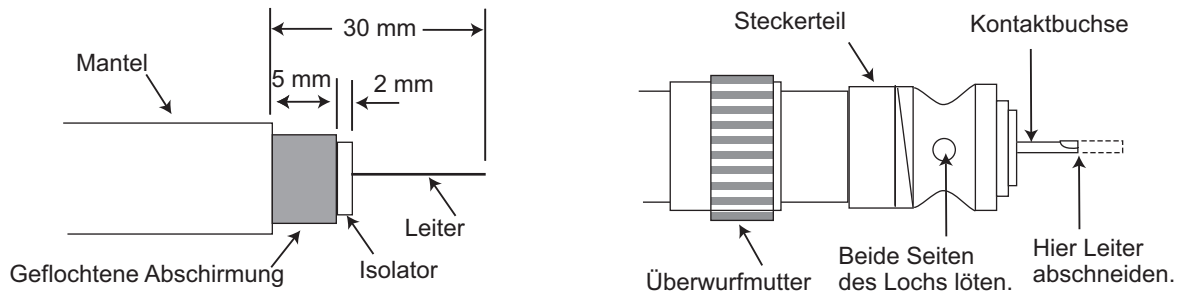 30 mm
Mantel
5 mm
2 mm
Leiter
Geflochtene Abschirmung
Isolator
Steckerteil
Kontaktbuchse
Überwurfmutter
Beide Seiten
des Lochs löten.
Hier Leiter
abschneiden.